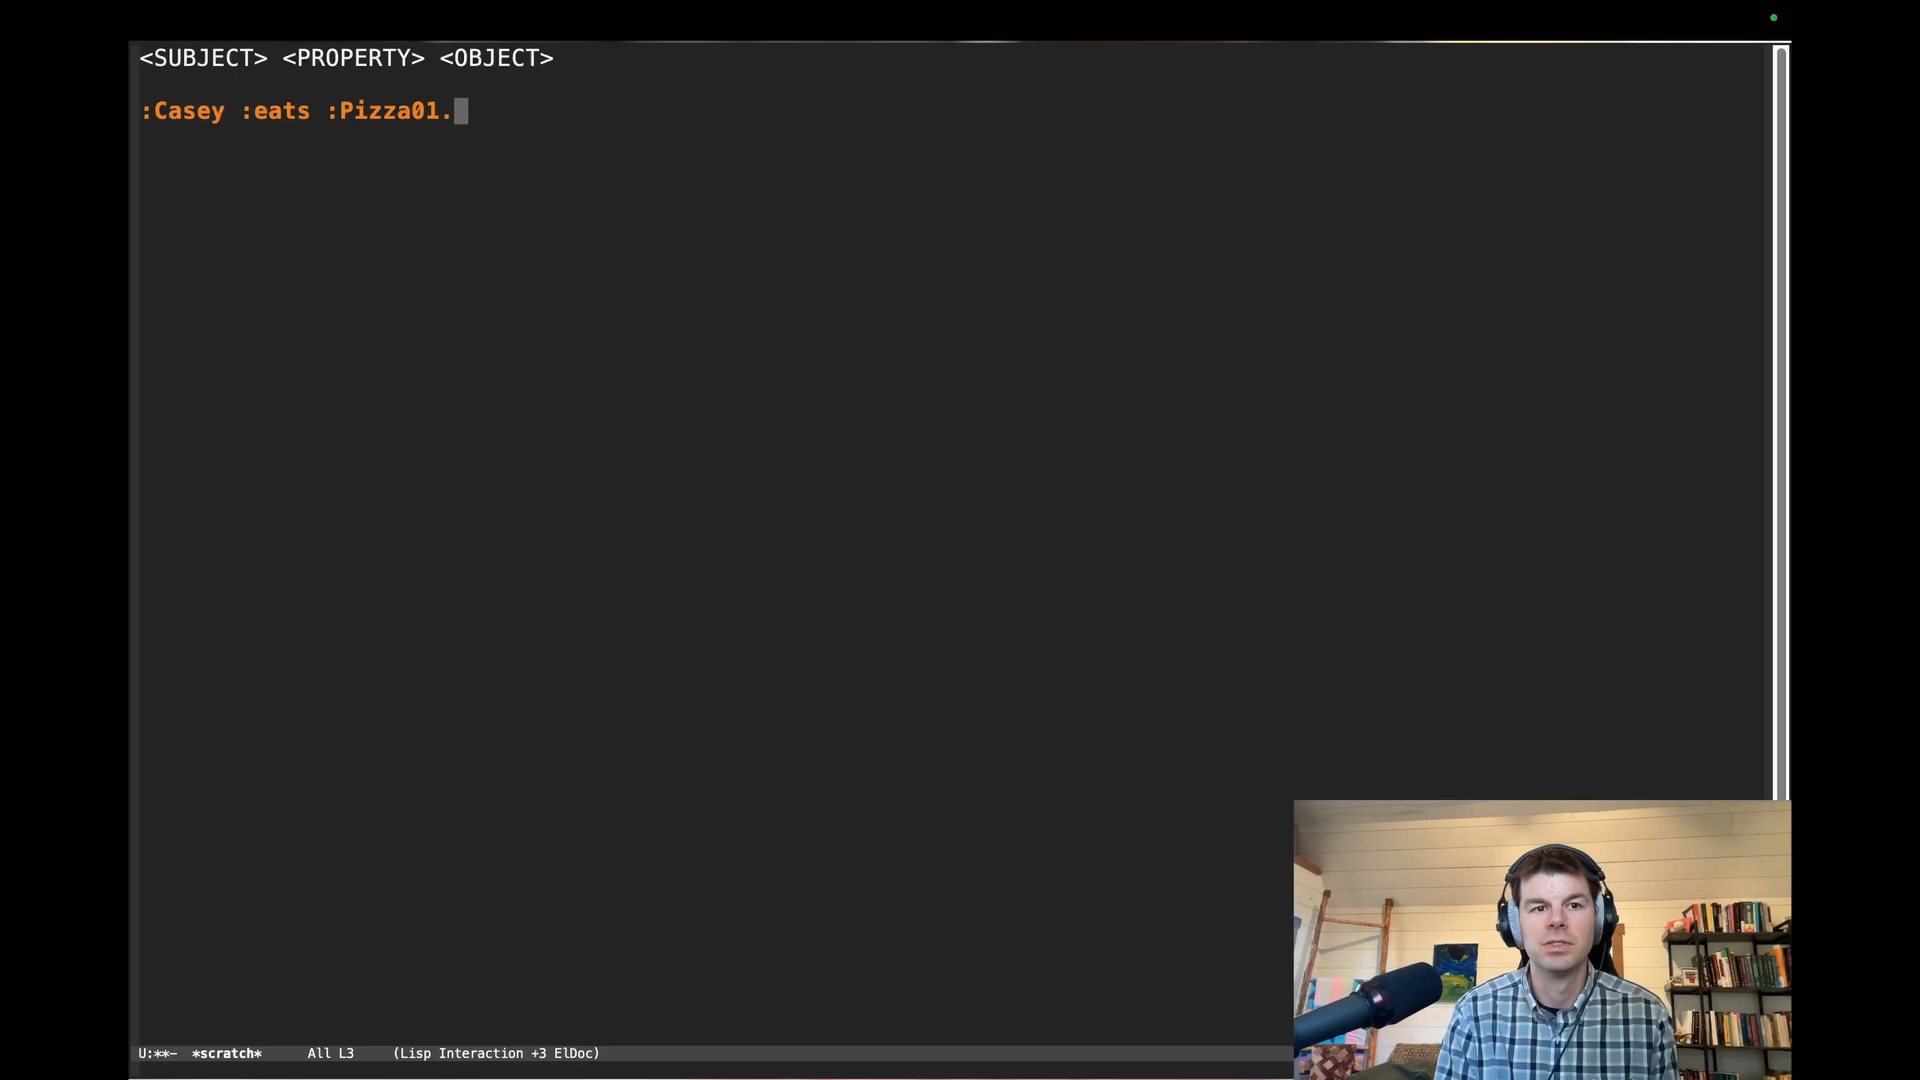 <SUBJECT> <PROPERTY> <OBJECT>
:Casey :eats :Pizza01.
U:**-  *scratch*      All L3     (Lisp Interaction +3 ElDoc)